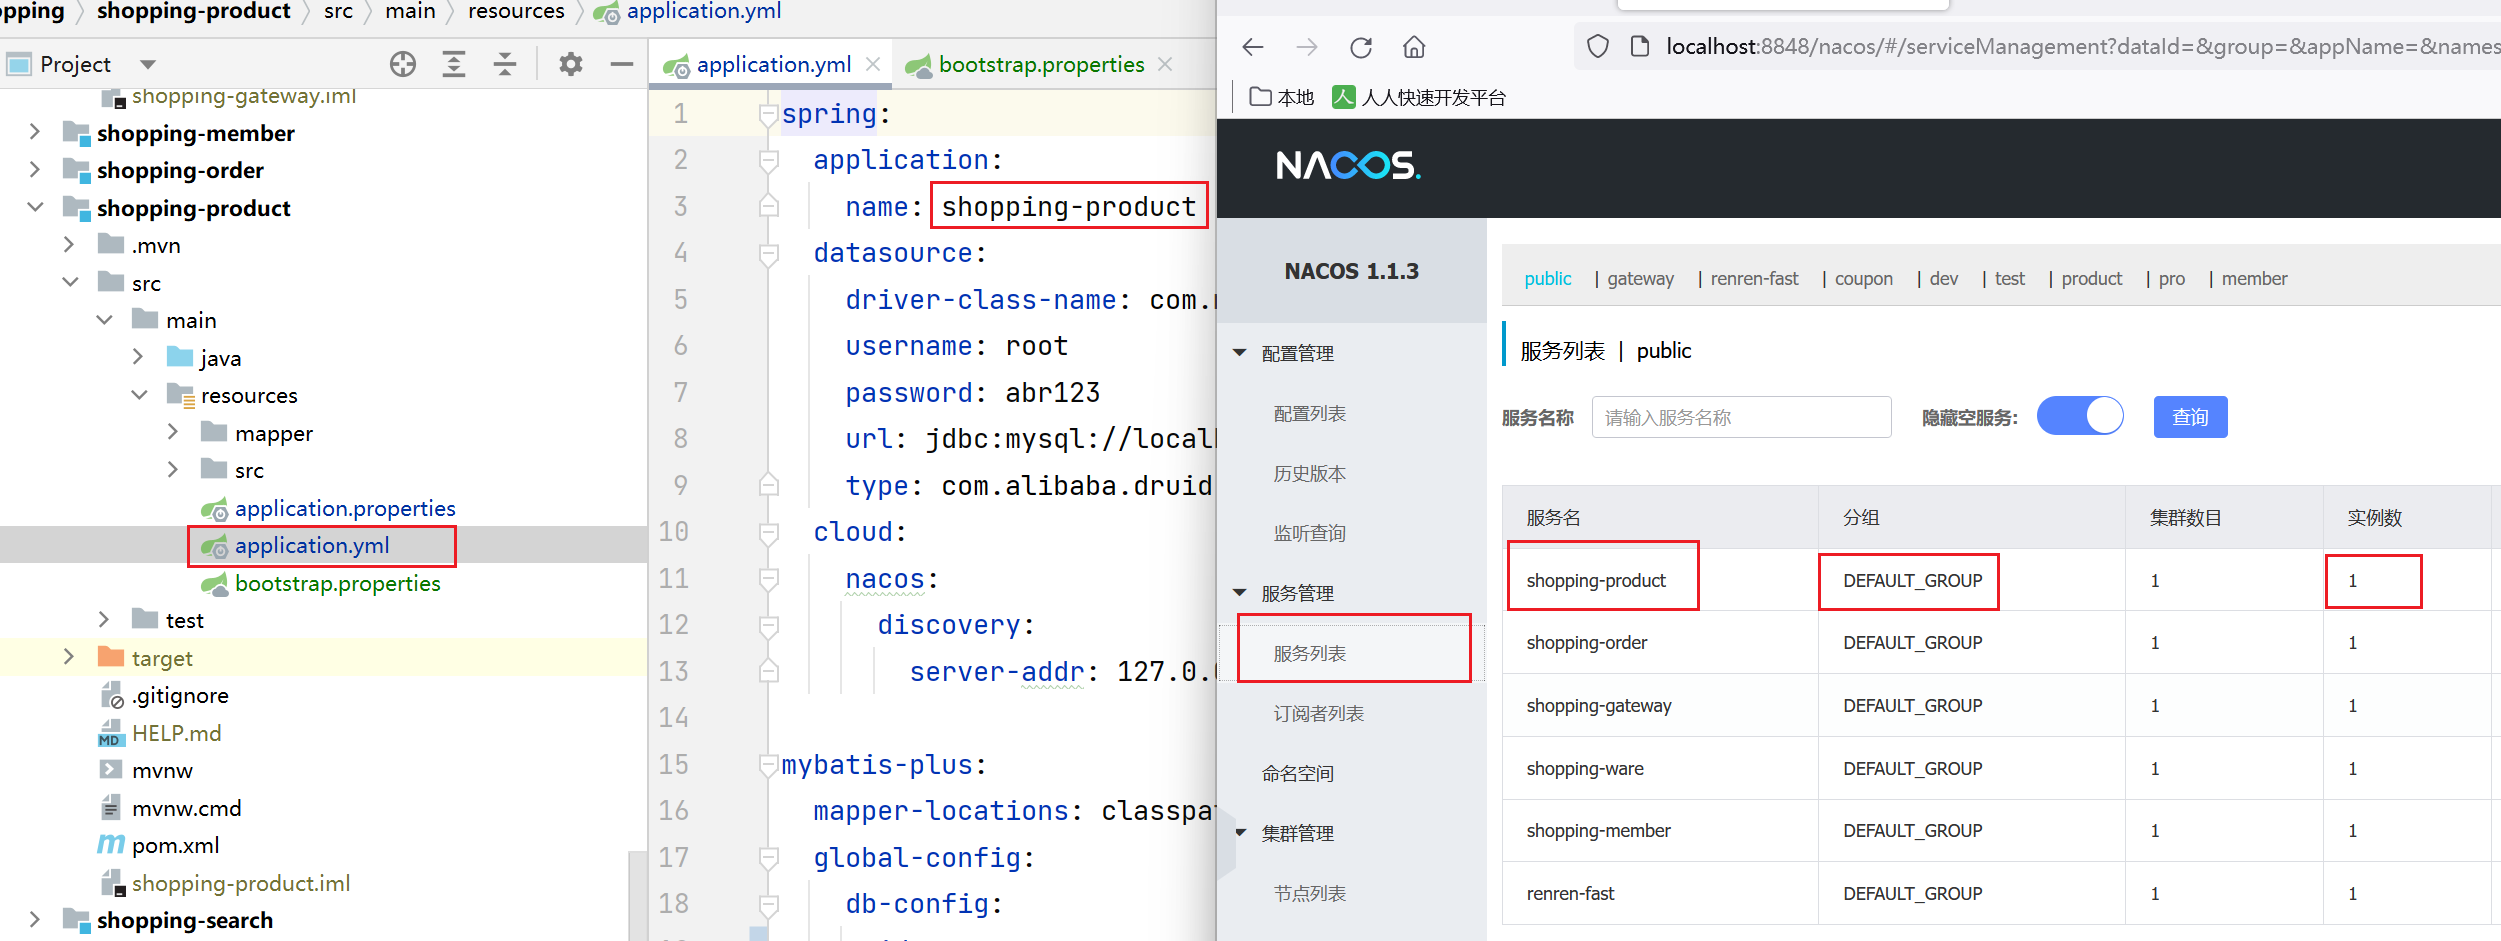 pping shopping-product src main resources application.yml
Project
shopping-gateway.iml
shopping-member
shopping-order
shopping-product
.mvn
src
main
java
resources
mapper
src
application.properties
application.yml
bootstrap.properties
test
target
.gitignore
HELP.md
mvnw
mvnw.cmd
pom.xml
shopping-product.iml
shopping-search
application.yml bootstrap.properties
1 spring:
2 application:
3 name: shopping-product
4 datasource:
5 driver-class-name: com.
6 username: root
7 password: abr123
8 url: jdbc:mysql://local
9 type: com.alibaba.druid
10 cloud:
11 nacos:
12 discovery:
13 server-addr: 127.0.
14
15 mybatis-plus:
16 mapper-locations: classpa
17 global-config:
18 db-config:
localhost:8848/nacos/#/serviceManagement?dataId=&group=&appName=&names
本地 人人快速开发平台
NACOS.
NACOS 1.1.3
配置管理
配置列表
历史版本
监听查询
服务管理
服务列表
订阅者列表
命名空间
集群管理
节点列表
public | gateway | renren-fast | coupon | dev | test | product | pro | member
服务列表 | public
服务名称 请输入服务名称 隐藏空服务: 查询
服务名 分组 集群数目 实例数
shopping-product DEFAULT_GROUP 1 1
shopping-order DEFAULT_GROUP 1 1
shopping-gateway DEFAULT_GROUP 1 1
shopping-ware DEFAULT_GROUP 1 1
shopping-member DEFAULT_GROUP 1 1
renren-fast DEFAULT_GROUP 1 1